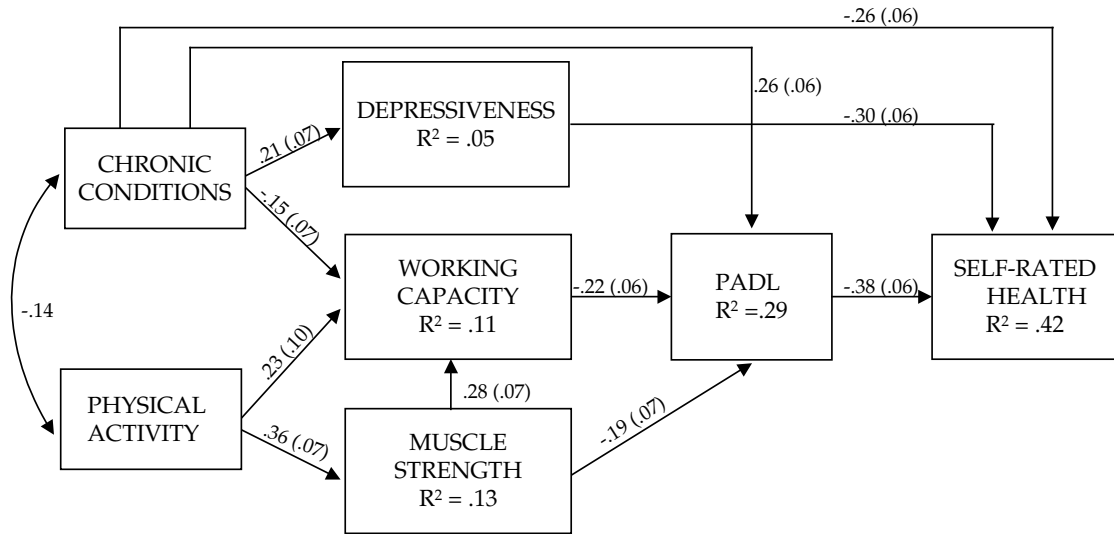 -.26 (.06)
.26 (.06)
DEPRESSIVENESS
R² = .05
-.30 (.06)
CHRONIC
CONDITIONS
.21 (.07)
-.15 (.07)
WORKING
CAPACITY
R² = .11
-.22 (.06)
PADL
R² =.29
-.38 (.06)
SELF-RATED
HEALTH
R² = .42
-.14
.23 (.10)
.28 (.07)
PHYSICAL
ACTIVITY
.36 (.07)
MUSCLE
STRENGTH
R² = .13
-.19 (.07)